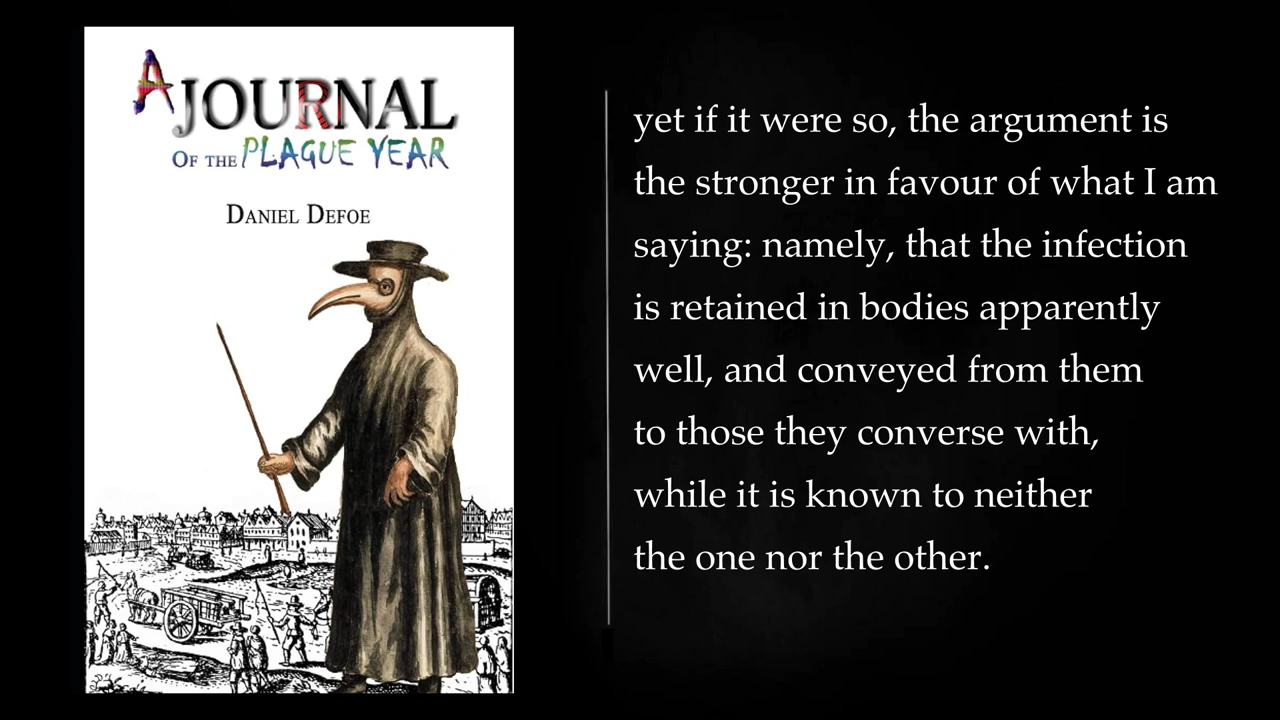 A JOURNAL
OF THE PLAGUE YEAR
DANIEL DEFOE
yet if it were so, the argument is
the stronger in favour of what I am
saying: namely, that the infection
is retained in bodies apparently
well, and conveyed from them
to those they converse with,
while it is known to neither
the one nor the other.